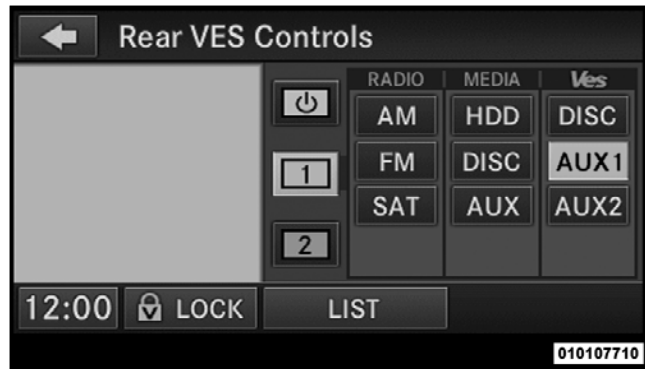 Rear VES Controls
RADIO MEDIA Ves
AM HDD DISC
1 FM DISC AUX1
SAT AUX AUX2
2
12:00 LOCK LIST
010107710